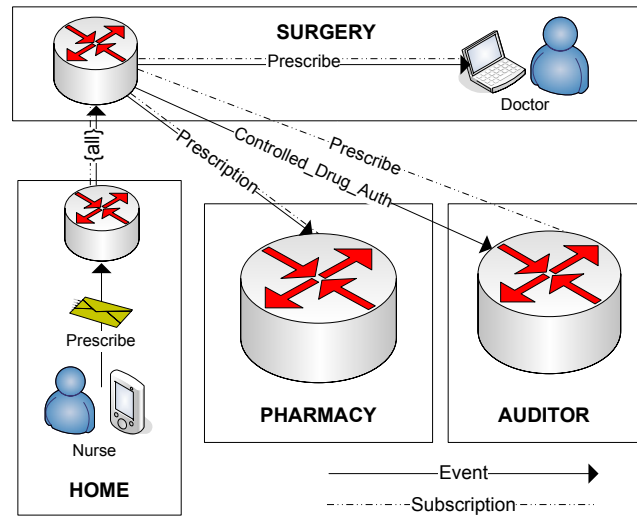 SURGERY
Prescribe
Doctor
{all}
Prescription
Controlled_Drug_Auth
Prescribe
Prescribe
Nurse
HOME
PHARMACY
AUDITOR
Event
Subscription